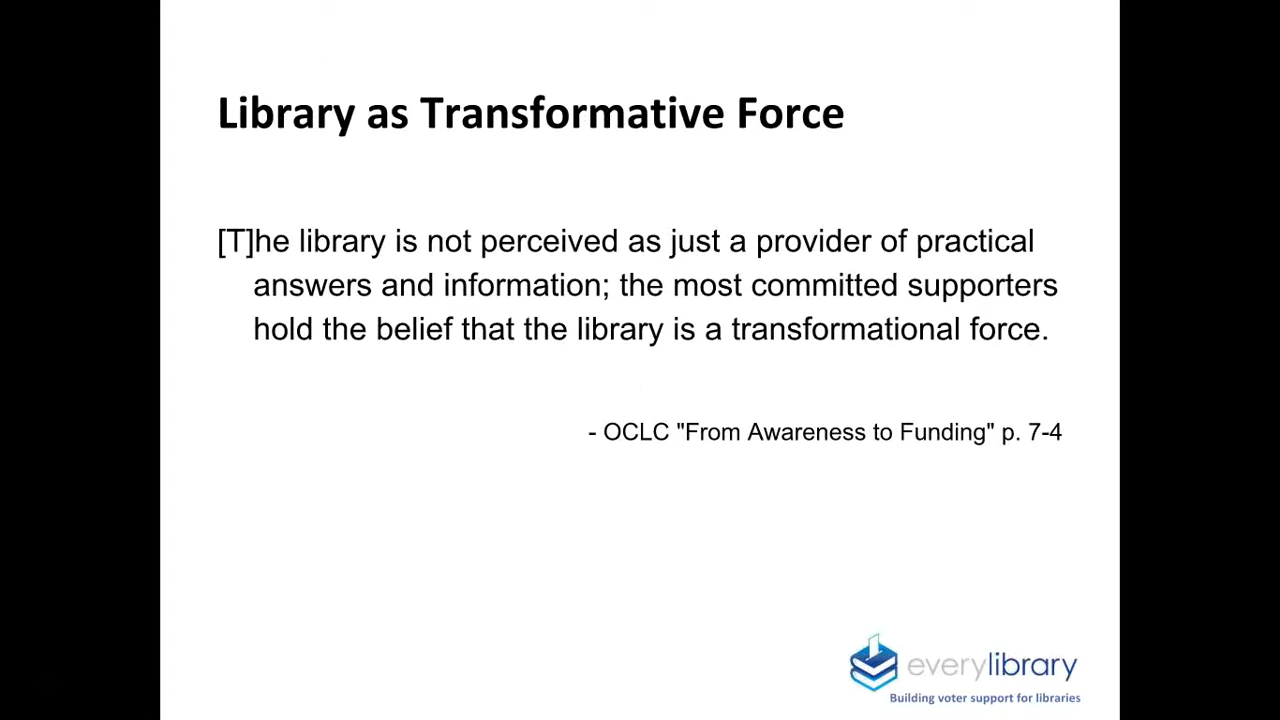 Library as Transformative Force
[T]he library is not perceived as just a provider of practical
answers and information; the most committed supporters
hold the belief that the library is a transformational force.
- OCLC "From Awareness to Funding" p. 7-4
everylibrary
Building voter support for libraries